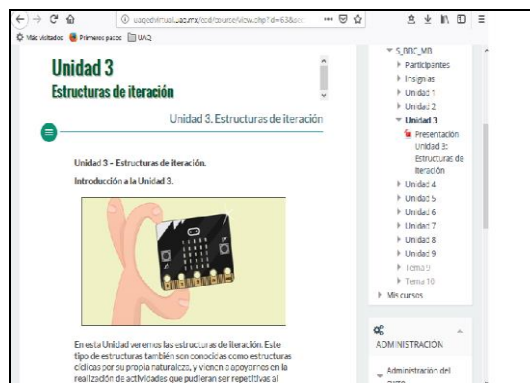 uaqedvirtual.uaq.mx/ead/course/view.php?id=63&sec
Más visitados Primeros pasos UAQ
Unidad 3
Estructuras de iteración
Unidad 3. Estructuras de iteración
Unidad 3 – Estructuras de iteración.
Introducción a la Unidad 3.
En esta Unidad veremos las estructuras de iteración. Este
tipo de estructuras también son conocidas como estructuras
cíclicas por su propia naturaleza, y vienen a apoyarnos en la
realización de actividades que pudieran ser repetitivas al
S_BBC_MB
Participantes
Insignias
Unidad 1
Unidad 2
Unidad 3
Presentación
Unidad 3:
Estructuras de
iteración
Unidad 4
Unidad 5
Unidad 6
Unidad 7
Unidad 8
Unidad 9
Tema 9
Tema 10
Mis cursos
ADMINISTRACIÓN
Administración del
curso